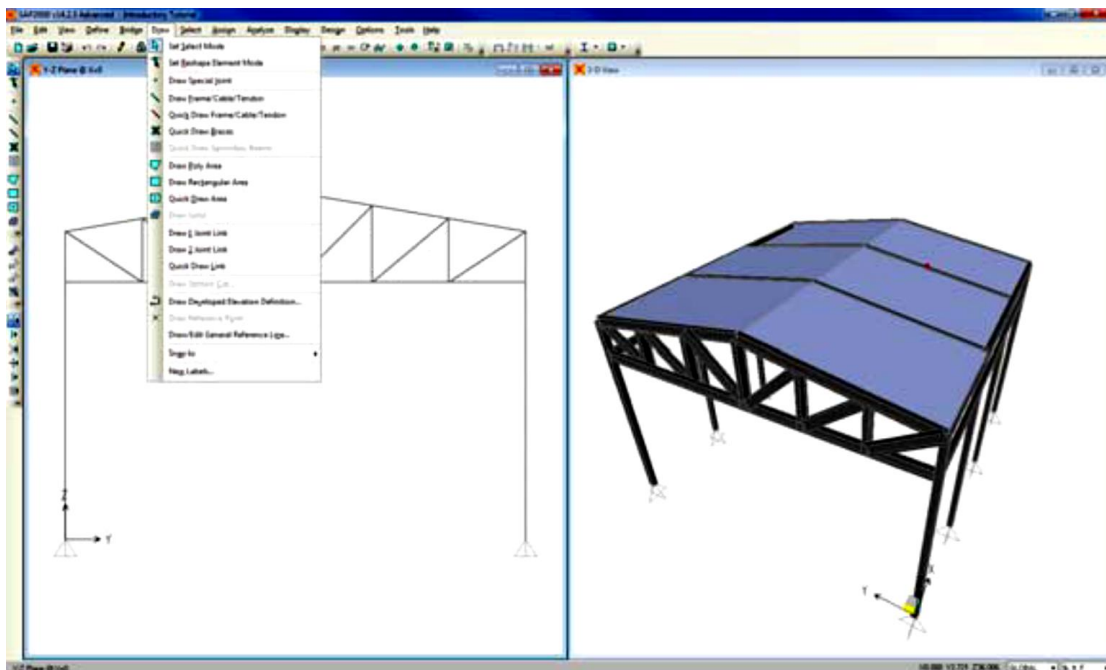 SAP2000 v14.2.3 Advanced - Introductory Tutorial
File Edit View Define Bridge Draw Select Assign Analyze Display Design Options Tools Help
Y-Z Plane @ X=0
3-D View
Set Select Mode
Set Reshape Element Mode
Draw Special Joint
Draw Frame/Cable/Tendon
Quick Draw Frame/Cable/Tendon
Quick Draw Braces
Quick Draw Secondary Beams
Draw Poly Area
Draw Rectangular Area
Quick Draw Area
Draw Solid
Draw 1 Joint Link
Draw 2 Joint Link
Quick Draw Link
Draw Section Cut...
Draw Developed Elevation Definition...
Draw Reference Point
Draw/Edit General Reference Line...
Snap to
New Labels...
Z
Y
X
Y
Y-Z Plane @ X=0
GLOBAL